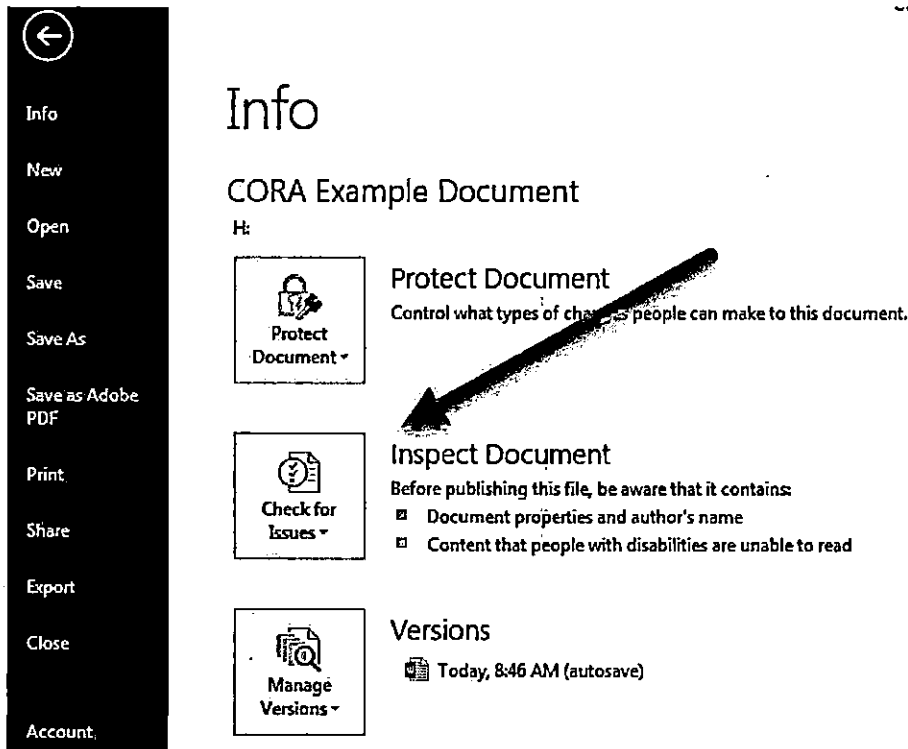 Info
New
Open
Save
Save As
Save as Adobe
PDF
Print
Share
Export
Close
Account
Info
CORA Example Document
H:
Protect
Document
Protect Document
Control what types of people can make to this document.
Check for
Issues
Inspect Document
Before publishing this file, be aware that it contains:
Document properties and author's name
Content that people with disabilities are unable to read
Manage
Versions
Versions
Today, 8:46 AM (autosave)